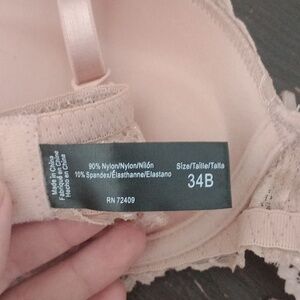 Made in China
Fabriqué en Chine
Hecho en China
90% Nylon/Nylon/Nilón
10% Spandex/Élasthanne/Elastano
RN 72409
Size/Taille/Talla
34B